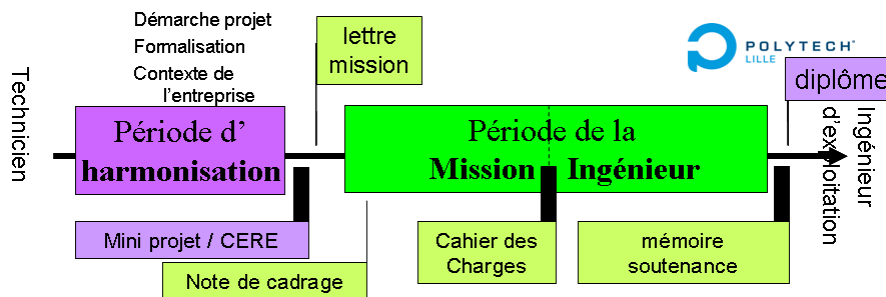 Démarche projet
Formalisation
Contexte de
l'entreprise
lettre
mission
POLYTECH
LILLE
diplôme
Technicien
Période d'
harmonisation
Période de la
Mission Ingénieur
Ingénieur
d'exploitation
Mini projet / CERE
Note de cadrage
Cahier des
Charges
mémoire
soutenance